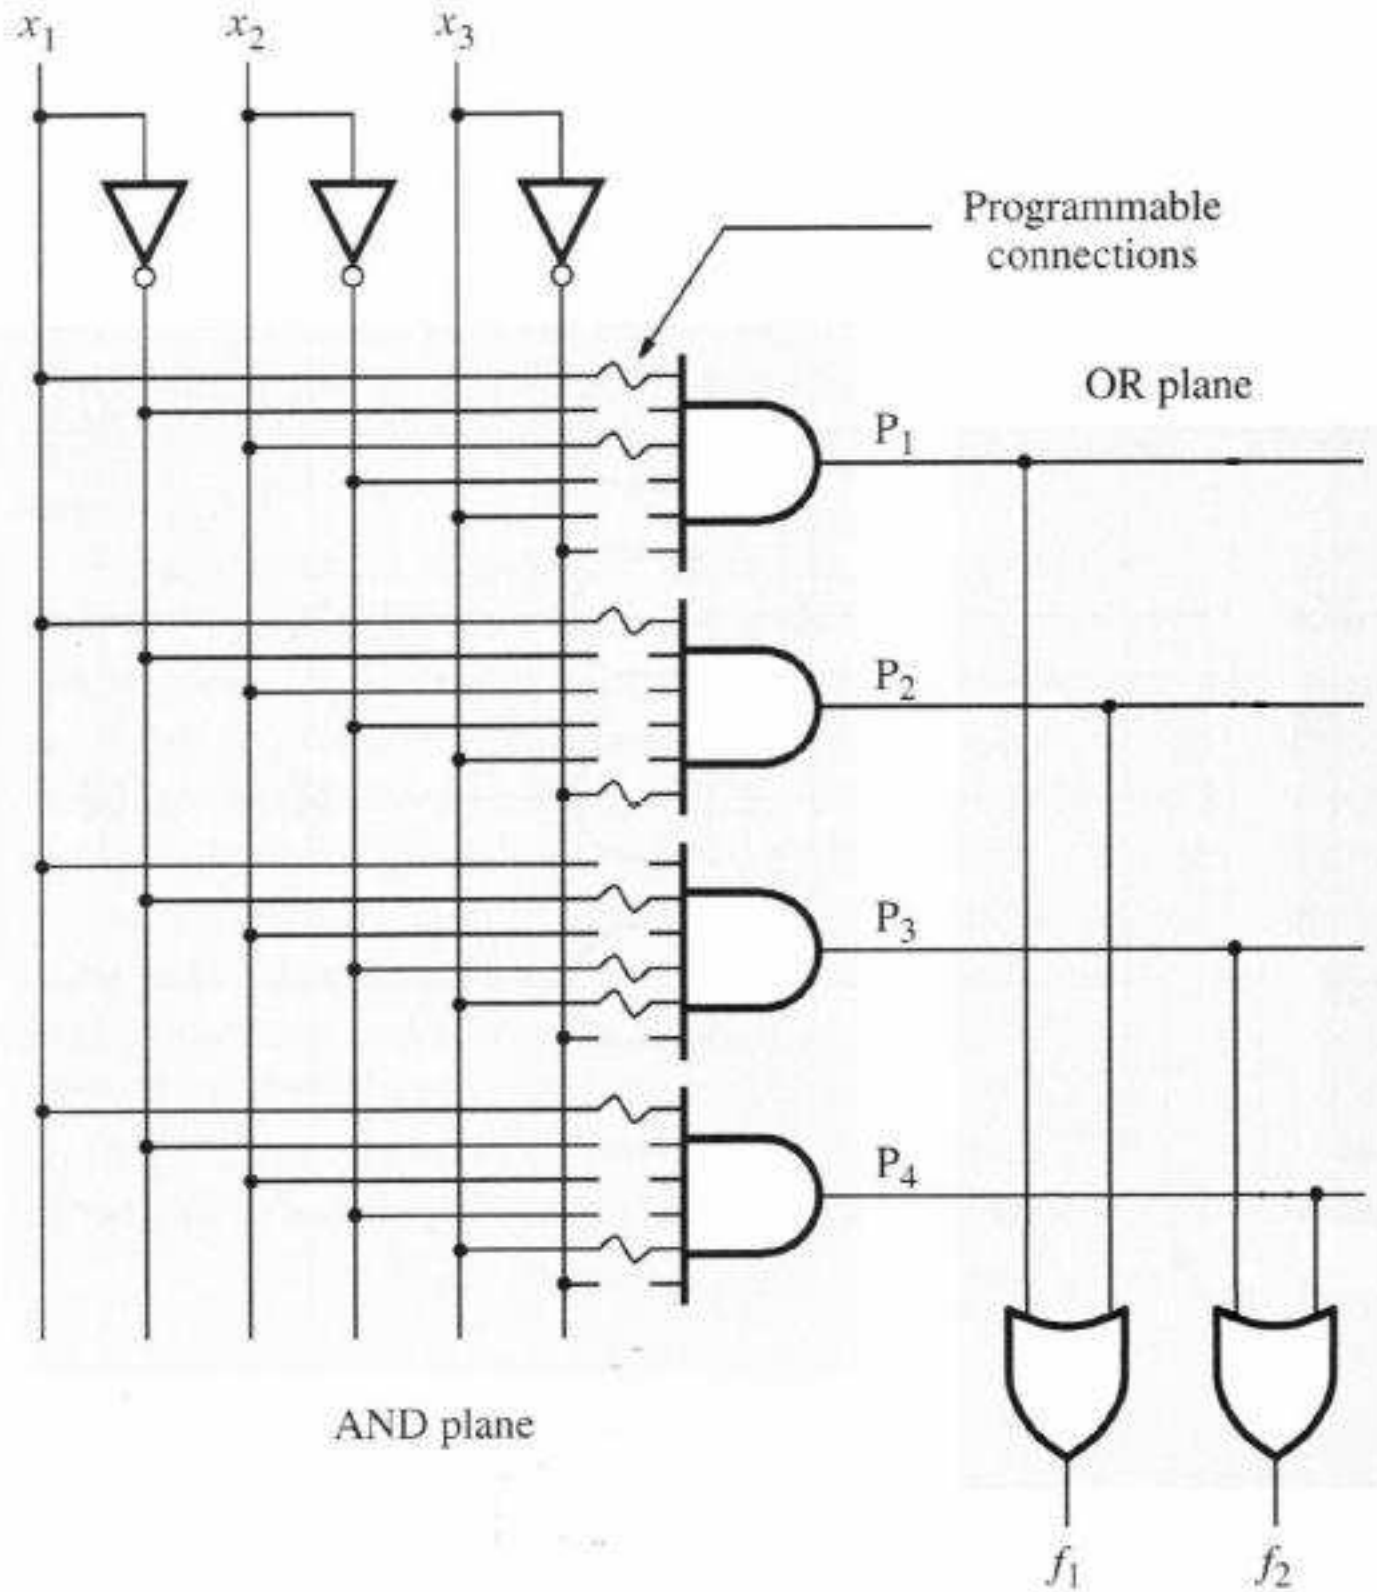 x₁ x₂ x₃
Programmable
connections
OR plane
P₁
P₂
P₃
P₄
AND plane
f₁ f₂